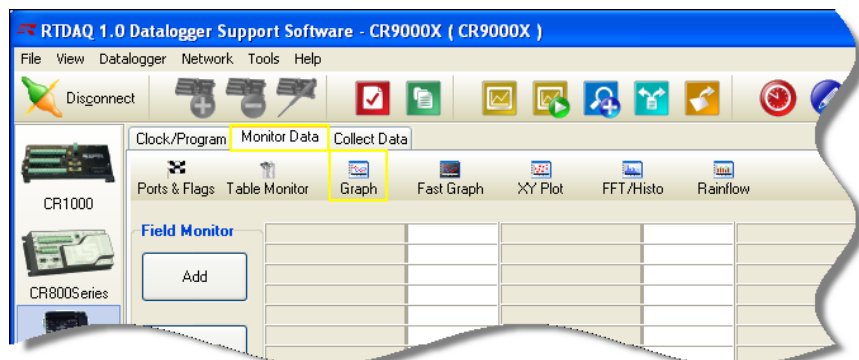 RTDAQ 1.0 Datalogger Support Software - CR9000X ( CR9000X )
File View Datalogger Network Tools Help
Disconnect
Clock/Program Monitor Data Collect Data
Ports & Flags Table Monitor Graph Fast Graph XY Plot FFT/Histo Rainflow
CR1000
Field Monitor
Add
CR800Series